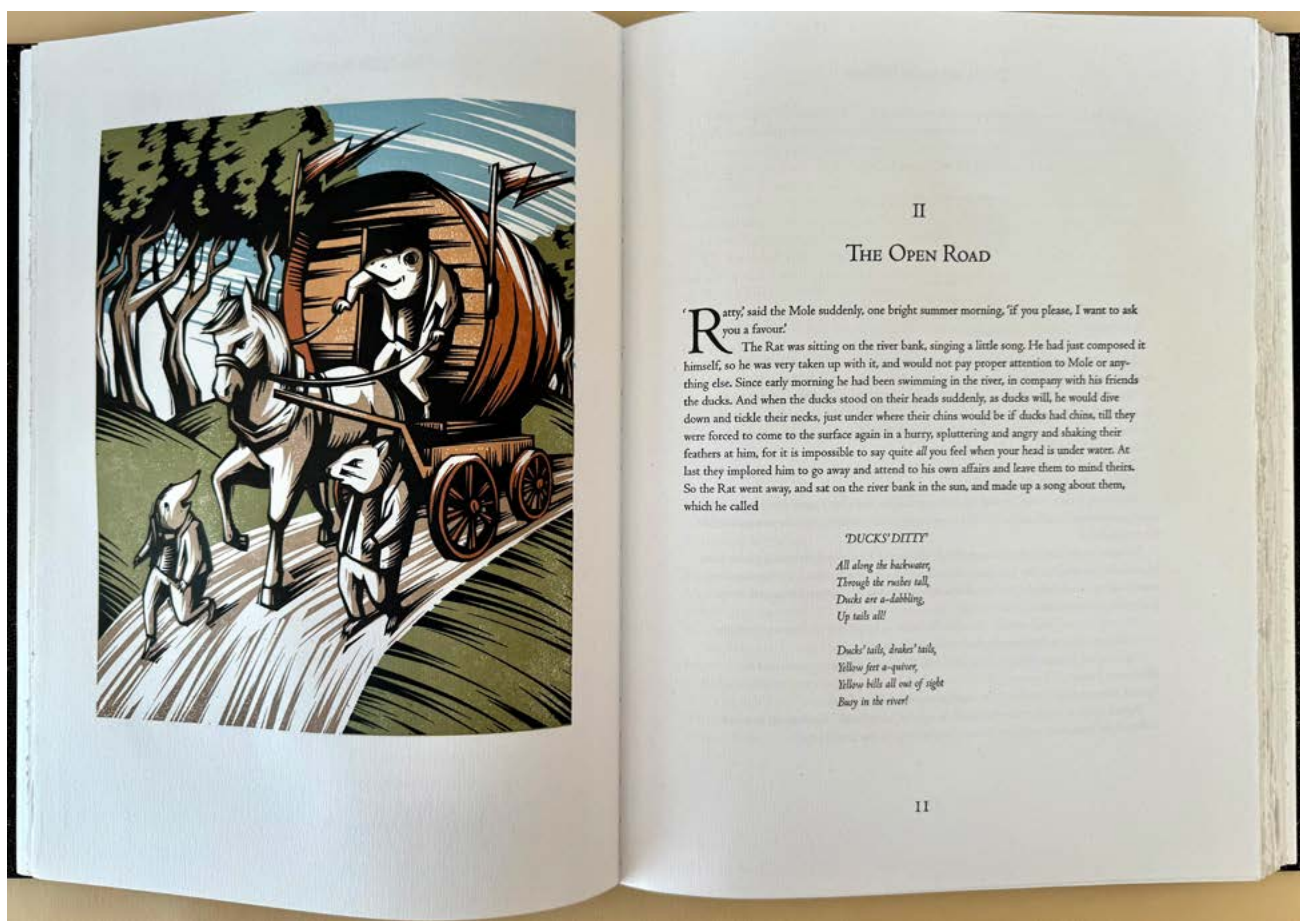 II
THE OPEN ROAD
‘Ratty,’ said the Mole suddenly, one bright summer morning, ‘if you please, I want to ask
you a favour.’
The Rat was sitting on the river bank, singing a little song. He had just composed it
himself, so he was very taken up with it, and would not pay proper attention to Mole or any-
thing else. Since early morning he had been swimming in the river, in company with his friends
the ducks. And when the ducks stood on their heads suddenly, as ducks will, he would dive
down and tickle their necks, just under where their chins would be if ducks had chins, till they
were forced to come to the surface again in a hurry, spluttering and angry and shaking their
feathers at him, for it is impossible to say quite all you feel when your head is under water. At
last they implored him to go away and attend to his own affairs and leave them to mind theirs.
So the Rat went away, and sat on the river bank in the sun, and made up a song about them,
which he called
‘DUCKS’ DITTY’
All along the backwater,
Through the rushes tall,
Ducks are a-dabbling,
Up tails all!
Ducks’ tails, drakes’ tails,
Yellow feet a-quiver,
Yellow bills all out of sight
Busy in the river!
11